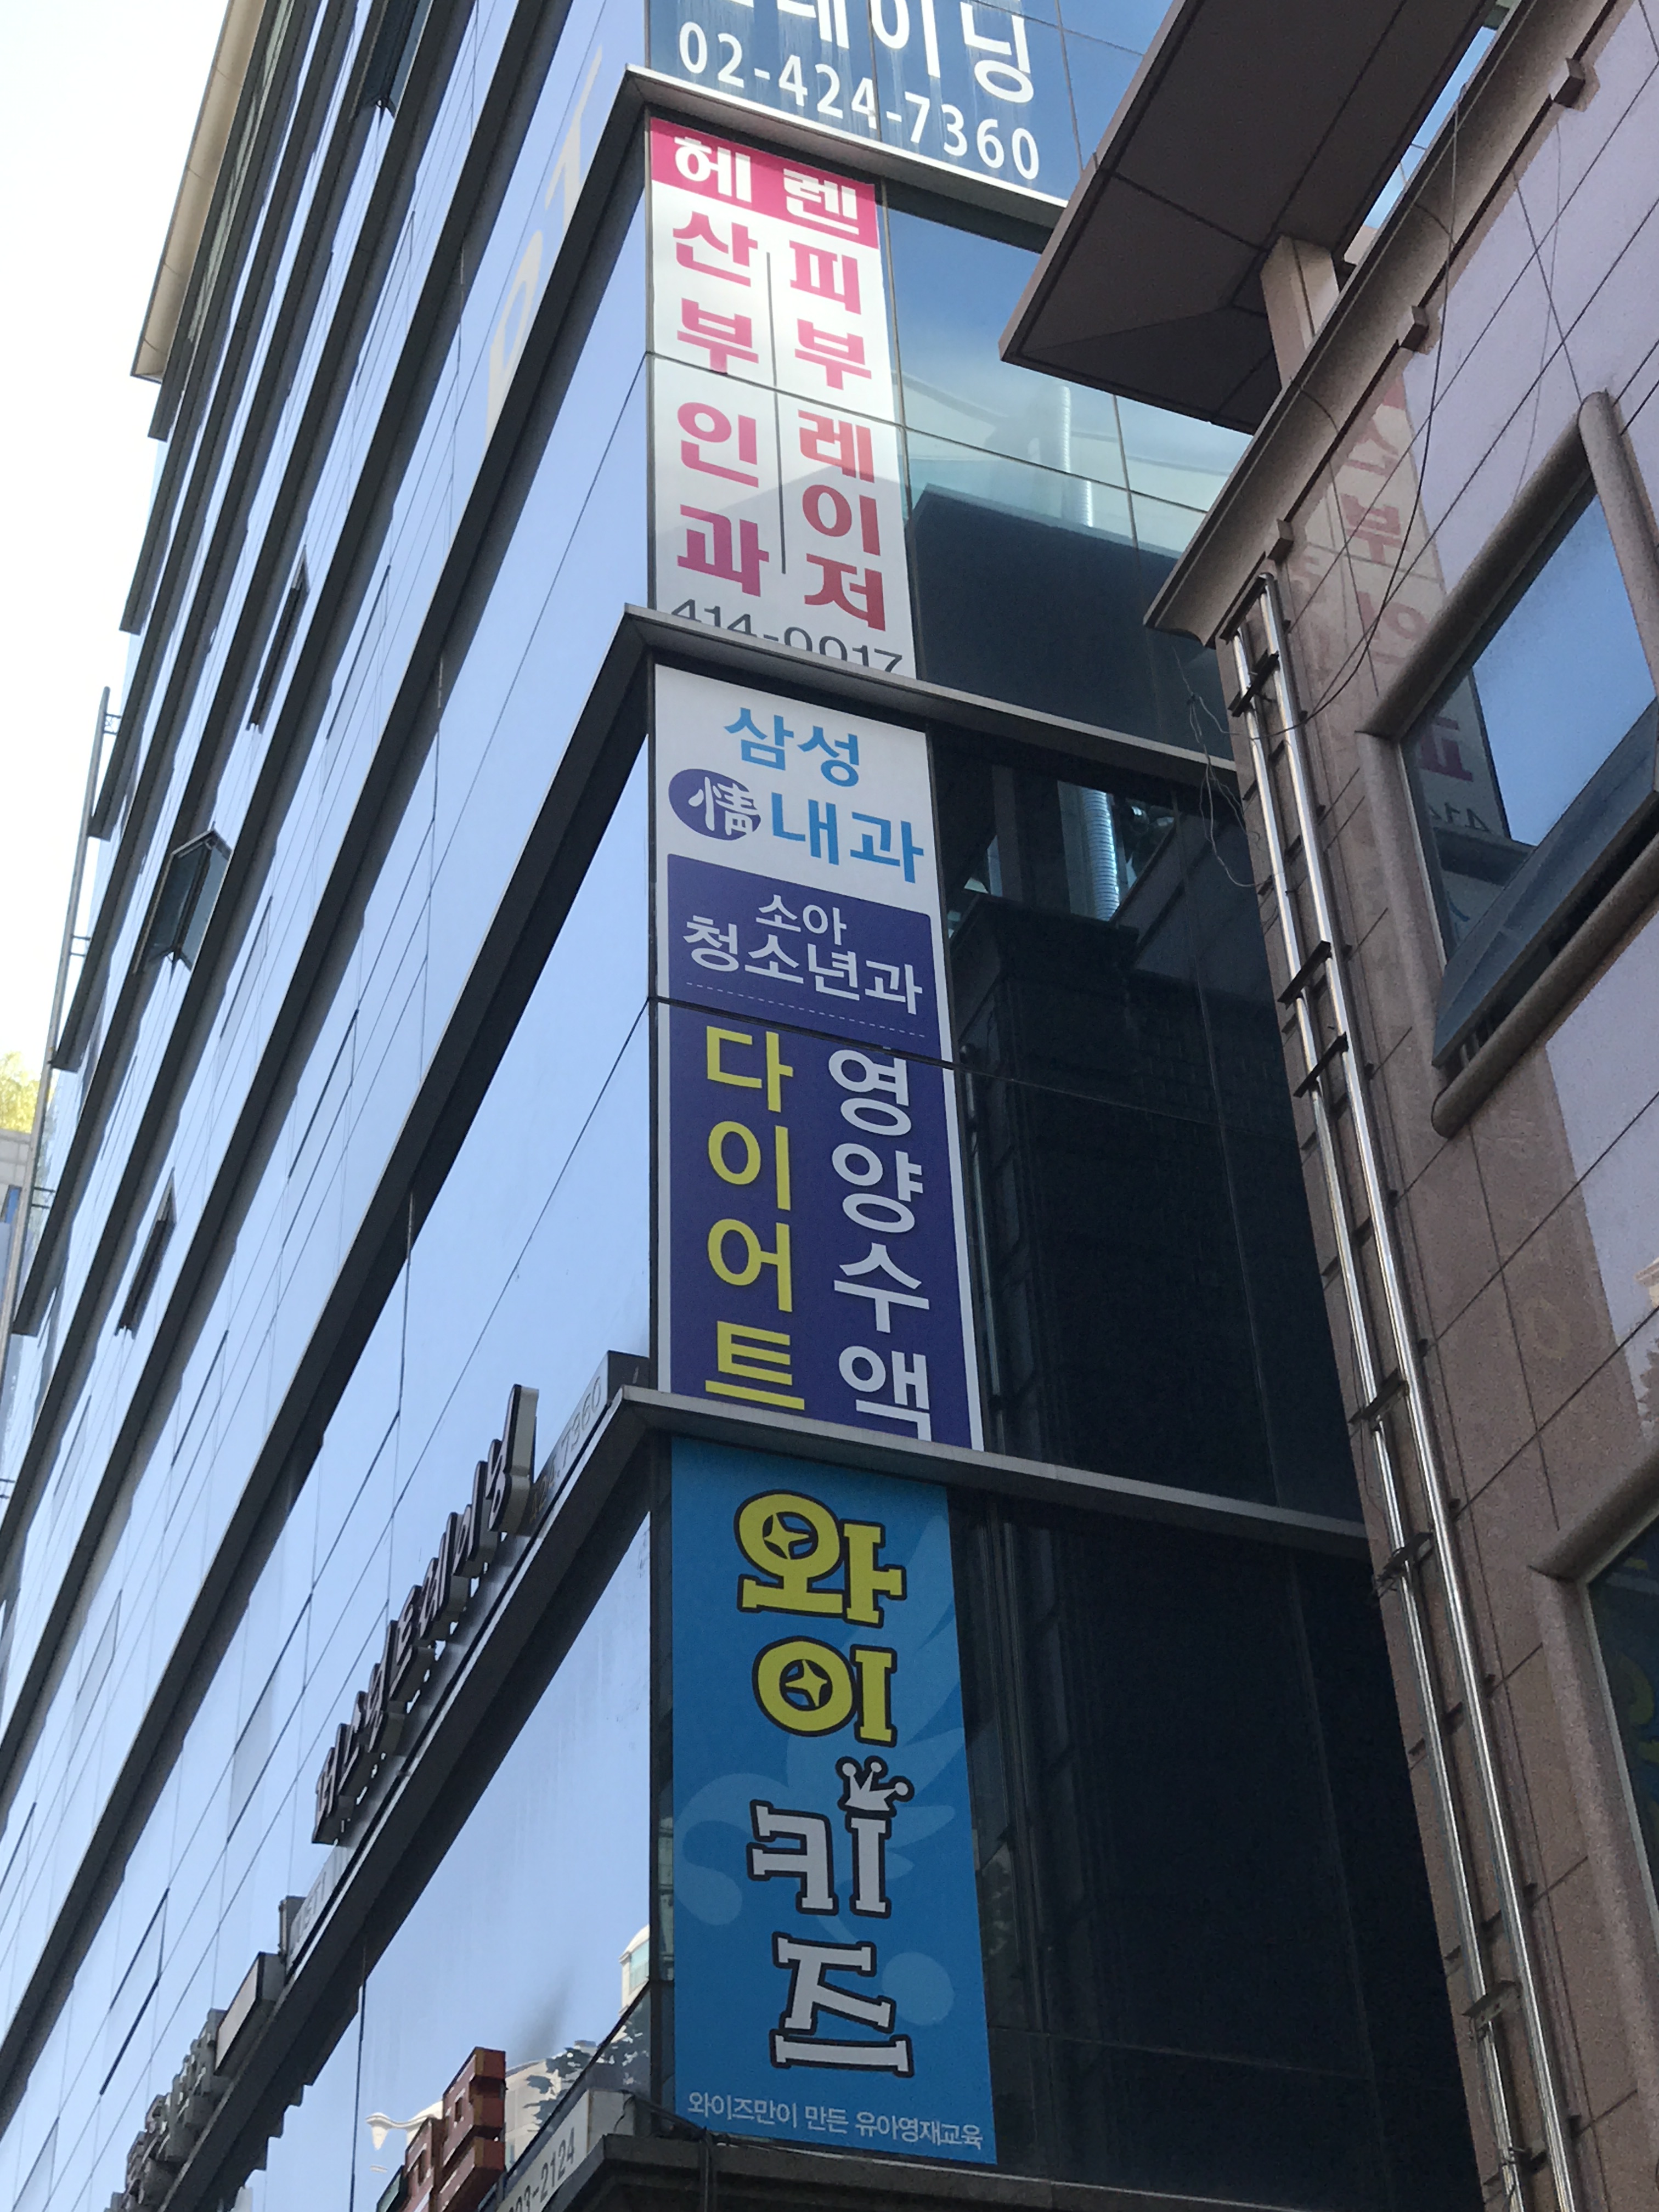 02-424-7360
헤렌
산부인과
피부레이저
414-0017
삼성
情내과
소아
청소년과
다이어트
영양수액
와이키즈
와이즈만이 만든 유아영재교육